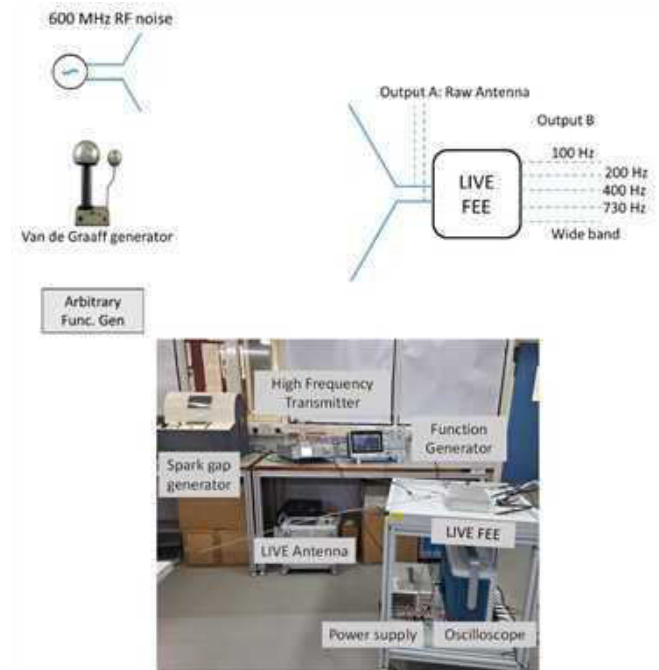 600 MHz RF noise
Output A: Raw Antenna
Output B
100 Hz
200 Hz
400 Hz
730 Hz
Wide band
LIVE
FEE
Van de Graaff generator
Arbitrary
Func. Gen
High Frequency
Transmitter
Function
Generator
Spark gap
generator
LIVE Antenna
LIVE FEE
Power supply
Oscilloscope